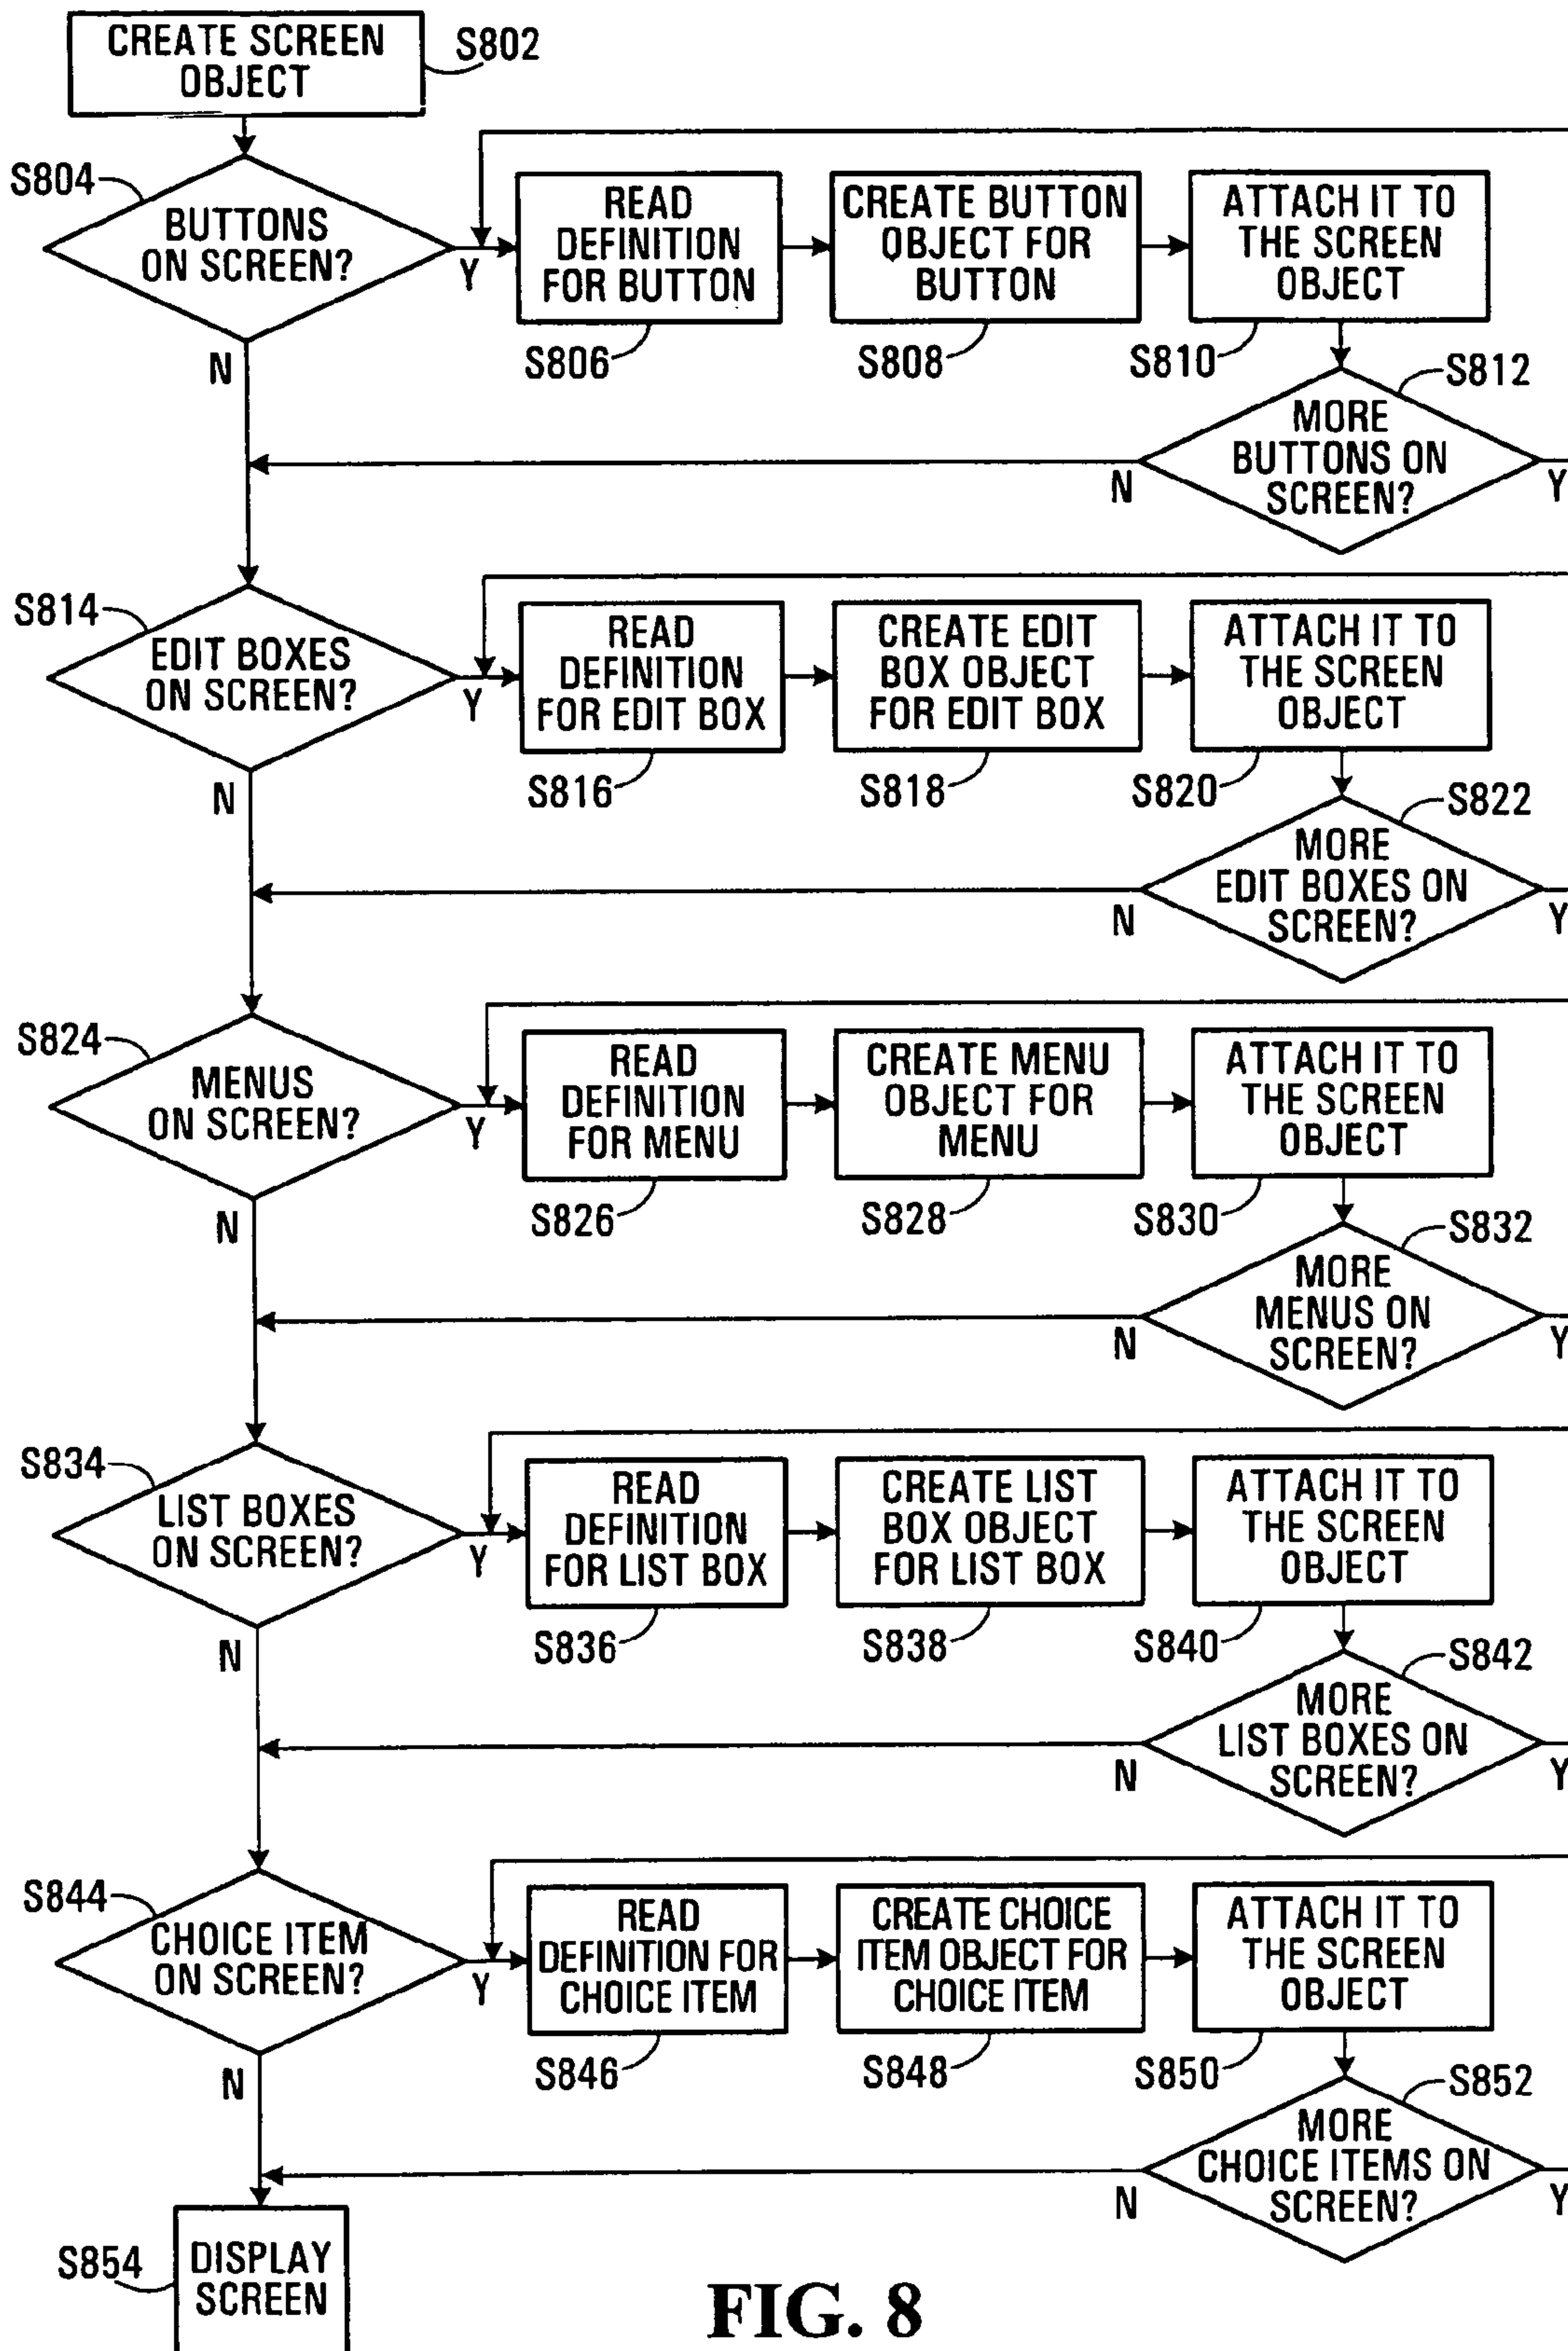 CREATE SCREEN
OBJECT
S802
S804
BUTTONS
ON SCREEN?
Y
N
READ
DEFINITION
FOR BUTTON
S806
CREATE BUTTON
OBJECT FOR
BUTTON
S808
ATTACH IT TO
THE SCREEN
OBJECT
S810
S812
MORE
BUTTONS ON
SCREEN?
N
Y
S814
EDIT BOXES
ON SCREEN?
Y
N
READ
DEFINITION
FOR EDIT BOX
S816
CREATE EDIT
BOX OBJECT
FOR EDIT BOX
S818
ATTACH IT TO
THE SCREEN
OBJECT
S820
S822
MORE
EDIT BOXES ON
SCREEN?
N
Y
S824
MENUS
ON SCREEN?
Y
N
READ
DEFINITION
FOR MENU
S826
CREATE MENU
OBJECT FOR
MENU
S828
ATTACH IT TO
THE SCREEN
OBJECT
S830
S832
MORE
MENUS ON
SCREEN?
N
Y
S834
LIST BOXES
ON SCREEN?
Y
N
READ
DEFINITION
FOR LIST BOX
S836
CREATE LIST
BOX OBJECT
FOR LIST BOX
S838
ATTACH IT TO
THE SCREEN
OBJECT
S840
S842
MORE
LIST BOXES ON
SCREEN?
N
Y
S844
CHOICE ITEM
ON SCREEN?
Y
N
READ
DEFINITION FOR
CHOICE ITEM
S846
CREATE CHOICE
ITEM OBJECT FOR
CHOICE ITEM
S848
ATTACH IT TO
THE SCREEN
OBJECT
S850
S852
MORE
CHOICE ITEMS ON
SCREEN?
N
Y
S854
DISPLAY
SCREEN
FIG. 8